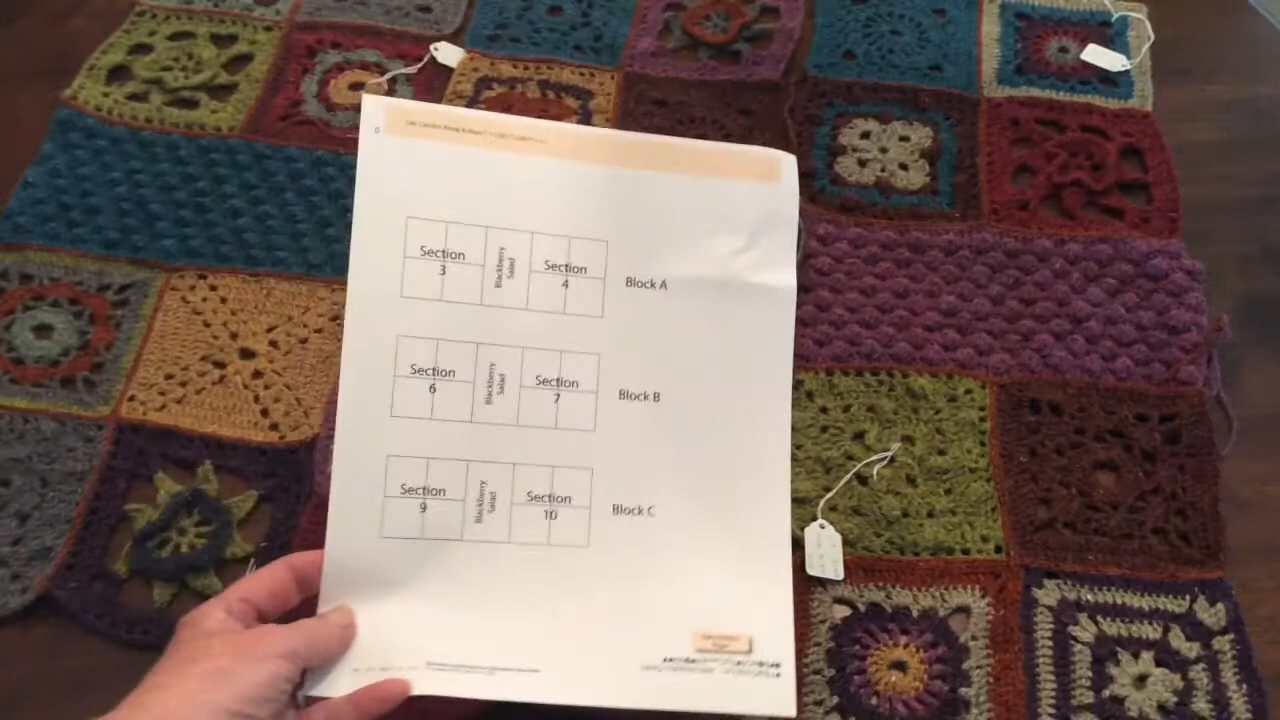 Section
3
Blackberry
Salad
Section
4
Block A
Section
6
Blackberry
Salad
Section
7
Block B
Section
9
Blackberry
Salad
Section
10
Block C